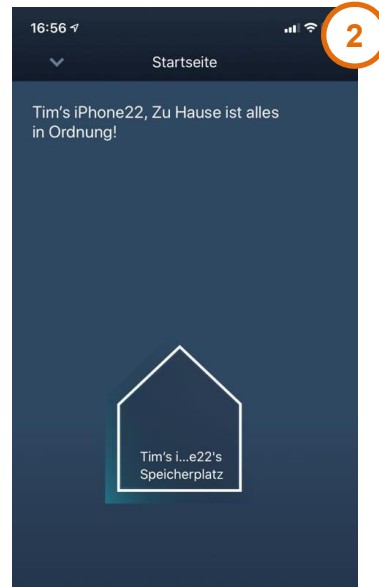 16:56
2
Startseite
Tim's iPhone22, Zu Hause ist alles
in Ordnung!
Tim's i...e22's
Speicherplatz